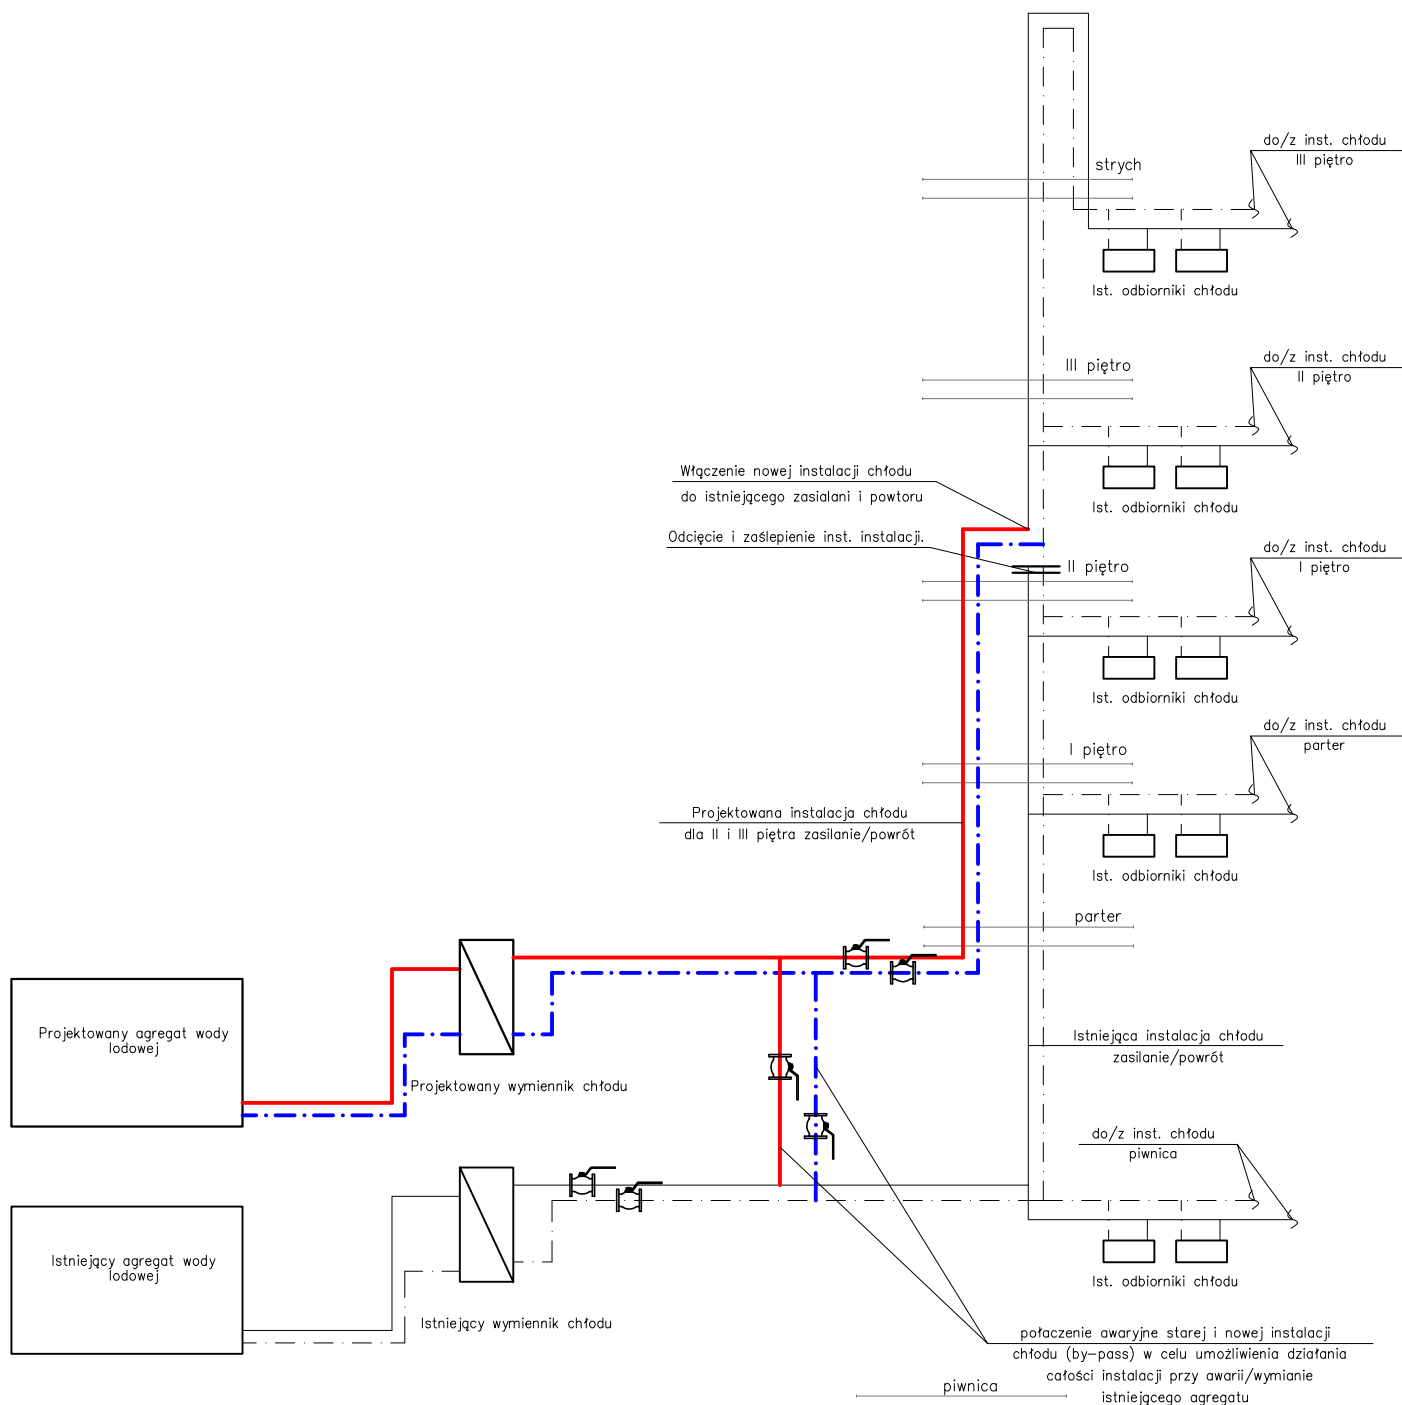 do/z inst. chłodu
III piętro
strych
Ist. odbiorniki chłodu
do/z inst. chłodu
II piętro
III piętro
Ist. odbiorniki chłodu
Włączenie nowej instalacji chłodu
do istniejącego zasialani i powtoru
Odcięcie i zaślepienie inst. instalacji.
do/z inst. chłodu
I piętro
II piętro
Ist. odbiorniki chłodu
do/z inst. chłodu
parter
I piętro
Projektowana instalacja chłodu
dla II i III piętra zasilanie/powrót
Ist. odbiorniki chłodu
parter
Projektowany agregat wody
lodowej
Projektowany wymiennik chłodu
Istniejąca instalacja chłodu
zasilanie/powrót
do/z inst. chłodu
piwnica
Istniejący agregat wody
lodowej
Ist. odbiorniki chłodu
Istniejący wymiennik chłodu
połaczenie awaryjne starej i nowej instalacji
chłodu (by-pass) w celu umożliwienia działania
całości instalacji przy awarii/wymianie
istniejącego agregatu
piwnica